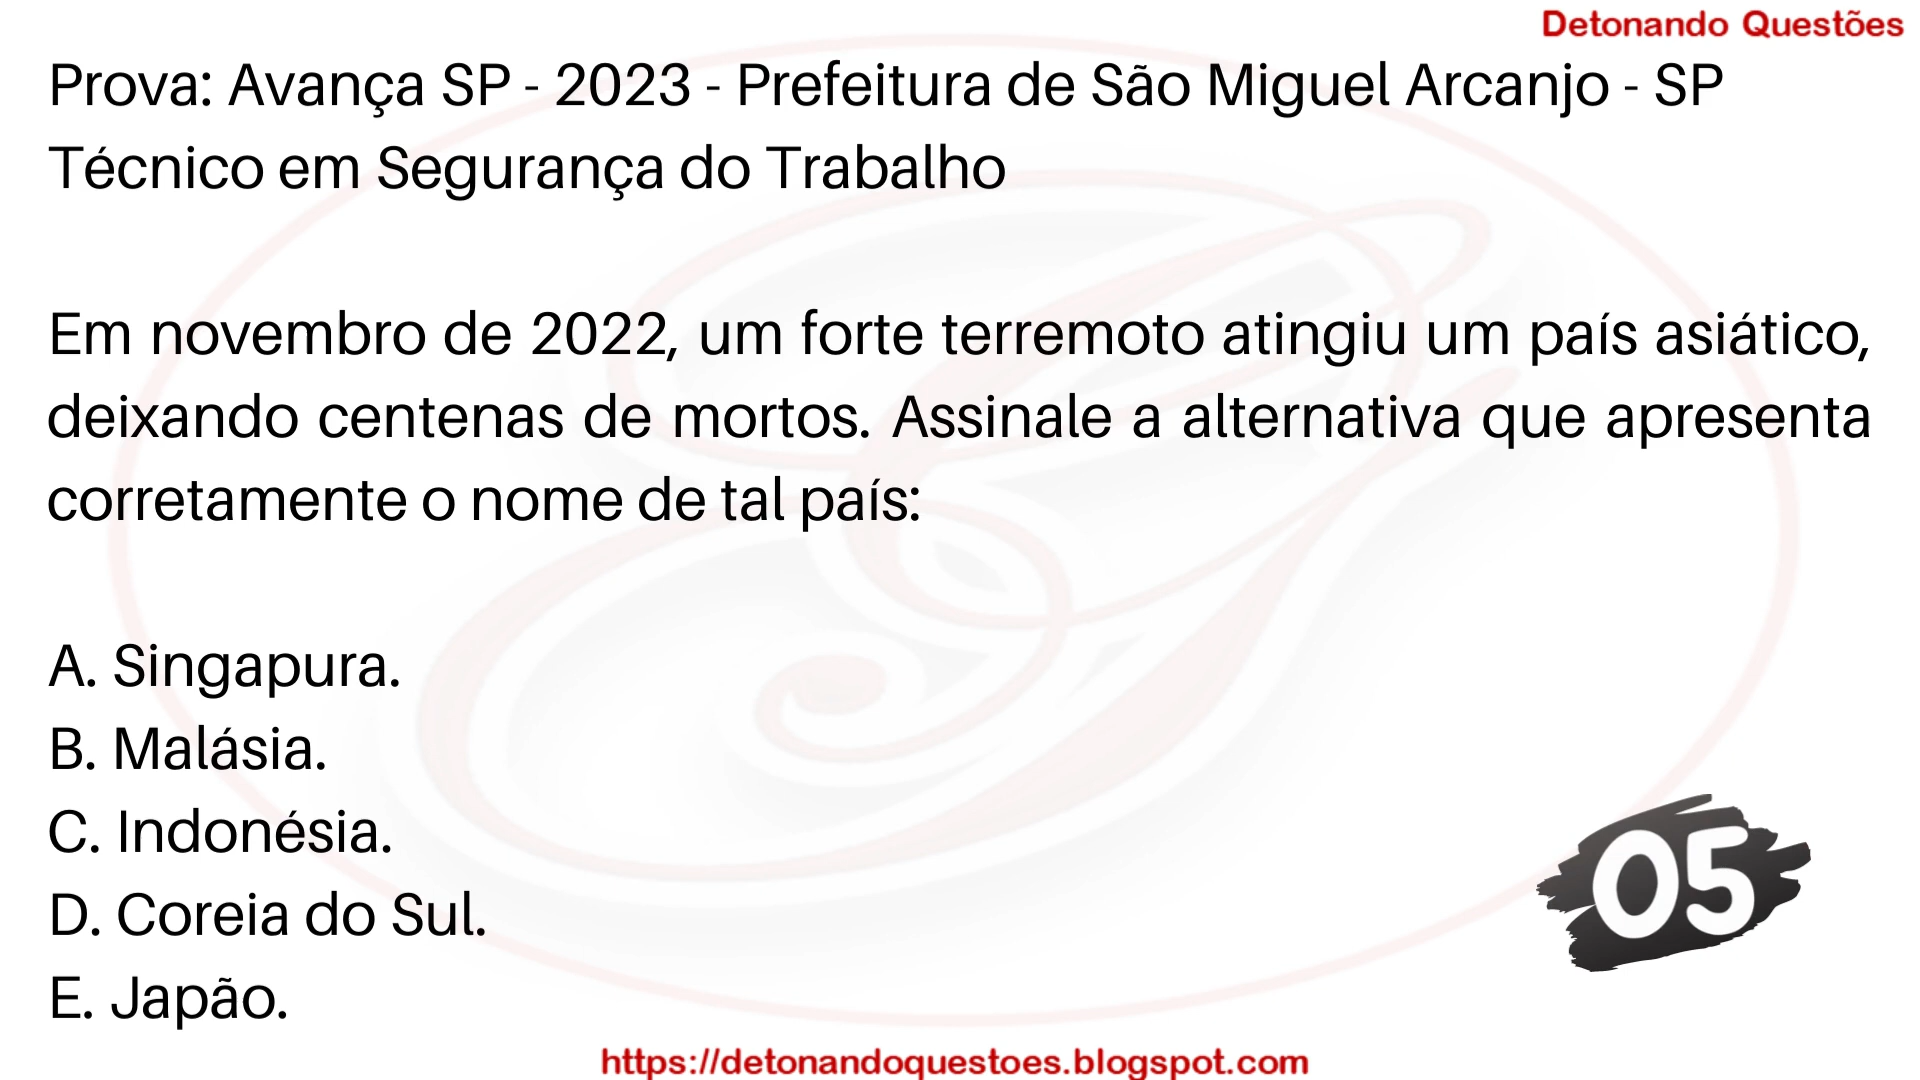 Detonando Questões
Prova: Avança SP - 2023 - Prefeitura de São Miguel Arcanjo - SP
Técnico em Segurança do Trabalho
Em novembro de 2022, um forte terremoto atingiu um país asiático,
deixando centenas de mortos. Assinale a alternativa que apresenta
corretamente o nome de tal país:
A. Singapura.
B. Malásia.
C. Indonésia.
D. Coreia do Sul.
E. Japão.
05
https://detonandoquestoes.blogspot.com